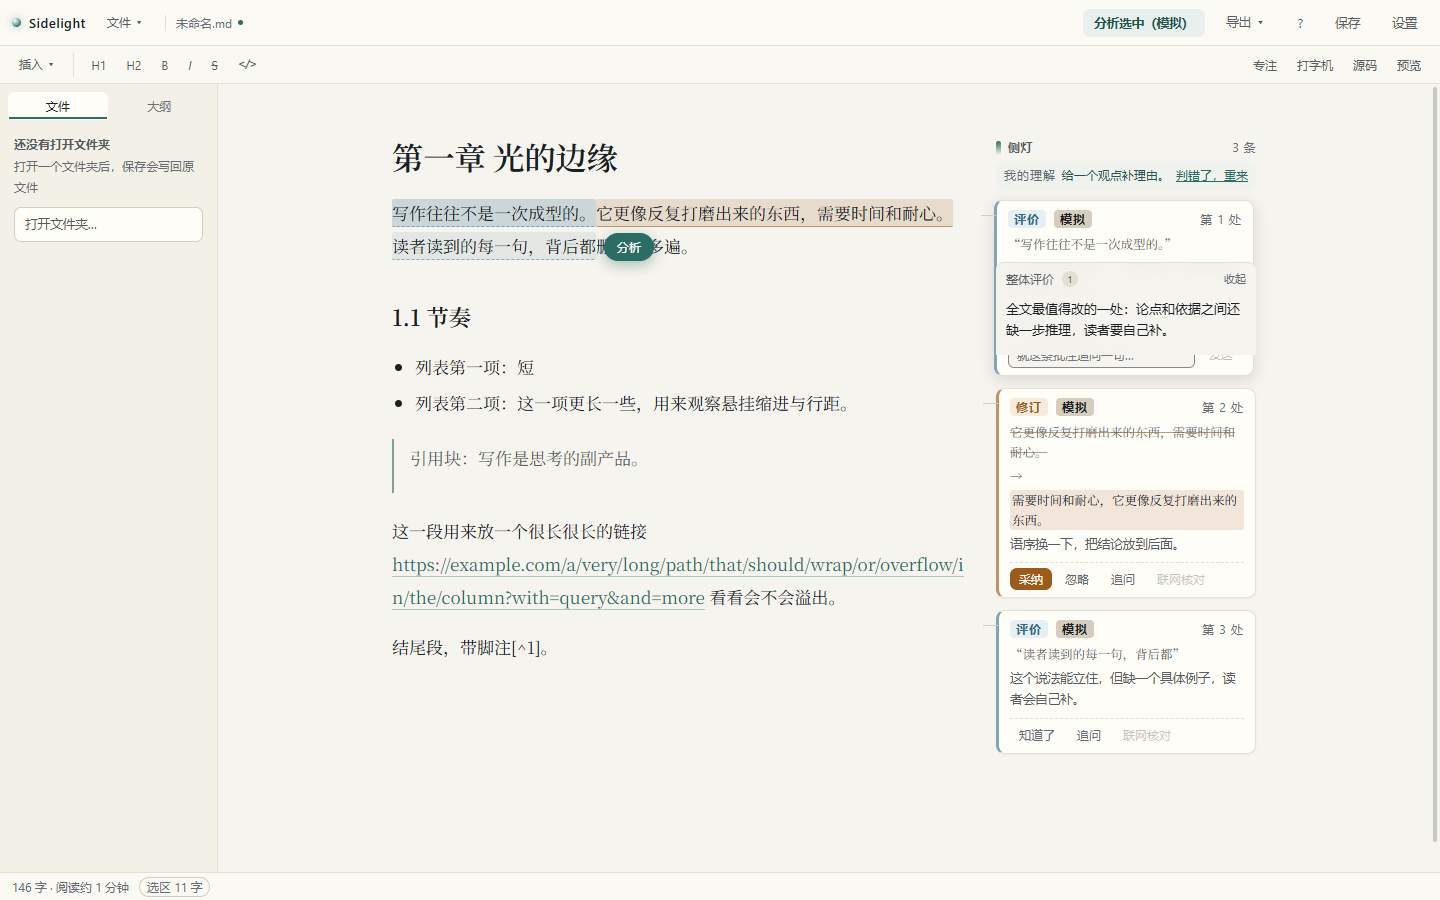 Sidelight 文件 未命名.md 分析选中（模拟） 导出 ? 保存 设置
插入 H1 H2 B I S </> 专注 打字机 源码 预览
文件 大纲
还没有打开文件夹
打开一个文件夹后，保存会写回原
文件
打开文件夹...
第一章 光的边缘
写作往往不是一次成型的。它更像反复打磨出来的东西，需要时间和耐心。
读者读到的每一句，背后都 多遍。
分析
1.1 节奏
列表第一项：短
列表第二项：这一项更长一些，用来观察悬挂缩进与行距。
引用块：写作是思考的副产品。
这一段用来放一个很长很长的链接
https://example.com/a/very/long/path/that/should/wrap/or/overflow/i
n/the/column?with=query&and=more 看看会不会溢出。
结尾段，带脚注[^1]。
侧灯 3 条
我的理解 给一个观点补理由。 判错了，重来
评价 模拟 第 1 处
“写作往往不是一次成型的。”
整体评价 1 收起
全文最值得改的一处：论点和依据之间还
缺一步推理，读者要自己补。
就这条批注追问一句... 发送
修订 模拟 第 2 处
它更像反复打磨出来的东西，需要时间和
耐心。
→
需要时间和耐心，它更像反复打磨出来的
东西。
语序换一下，把结论放到后面。
采纳 忽略 追问 联网核对
评价 模拟 第 3 处
“读者读到的每一句，背后都”
这个说法能立住，但缺一个具体例子，读
者会自己补。
知道了 追问 联网核对
146 字 · 阅读约 1 分钟 选区 11 字